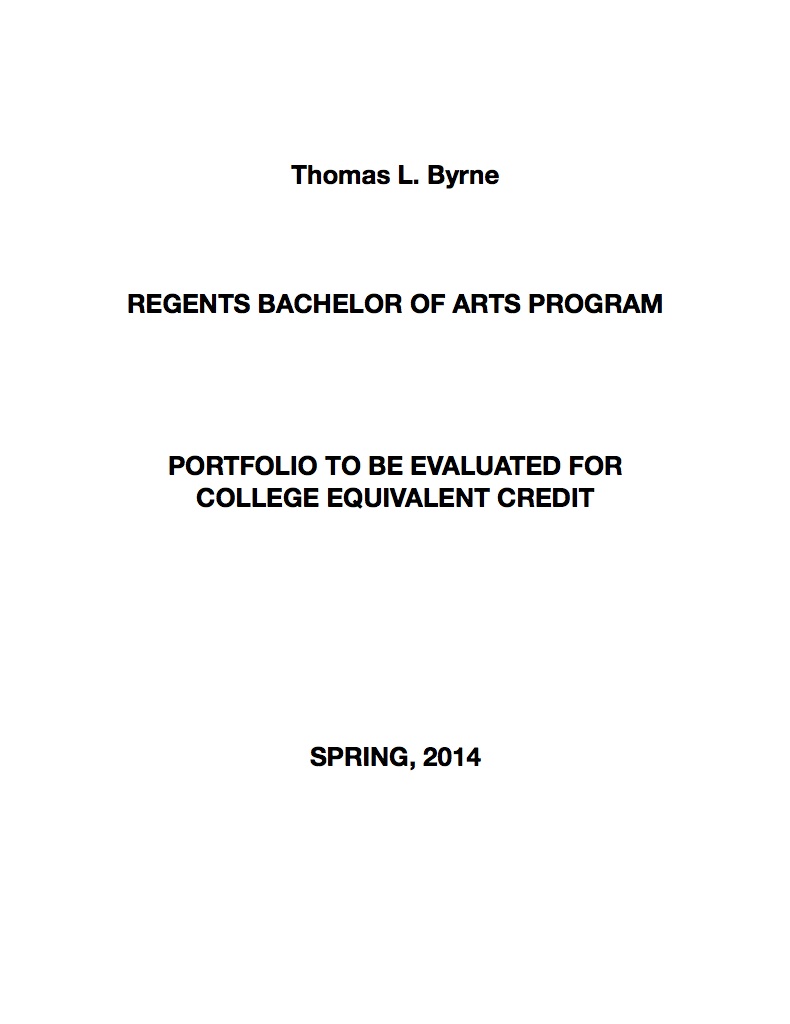 Thomas L. Byrne
REGENTS BACHELOR OF ARTS PROGRAM
PORTFOLIO TO BE EVALUATED FOR
COLLEGE EQUIVALENT CREDIT
SPRING, 2014